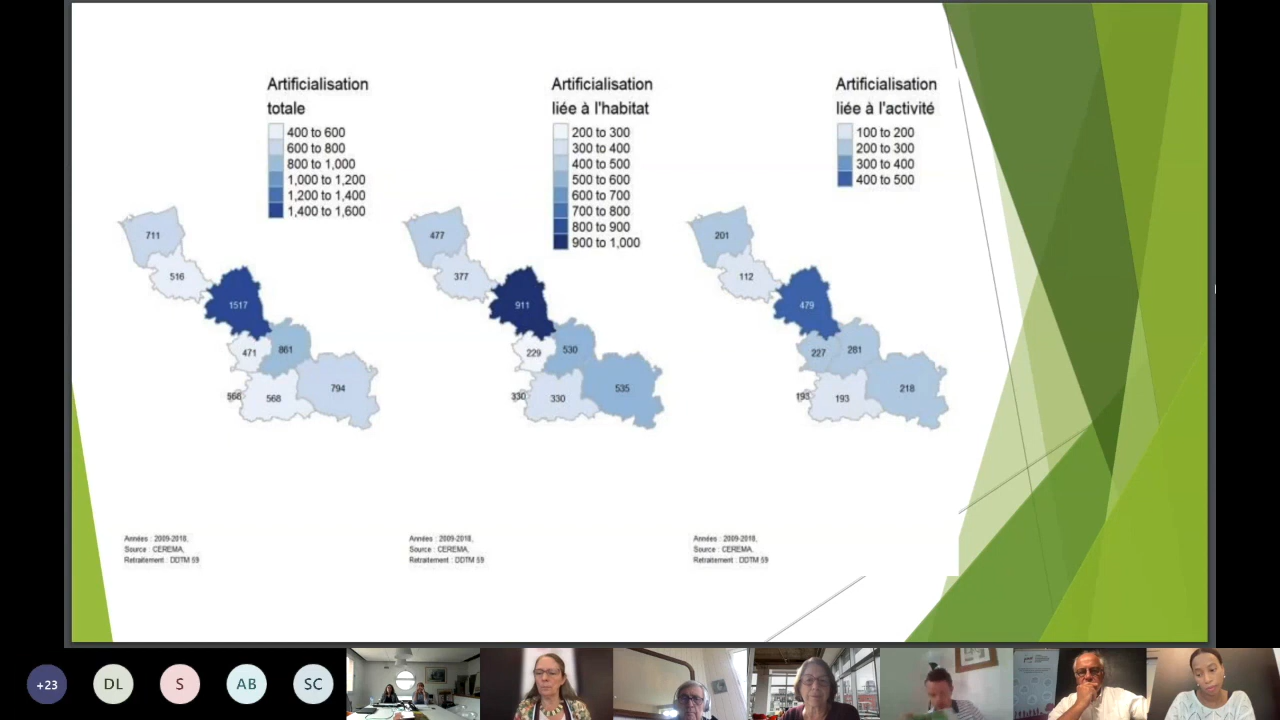 Artificialisation
totale
400 to 600
600 to 800
800 to 1,000
1,000 to 1,200
1,200 to 1,400
1,400 to 1,600
711
516
1517
471
861
568
568
794
Années : 2009-2018,
Source : CEREMA,
Retraitement : DDTM 59
Artificialisation
liée à l'habitat
200 to 300
300 to 400
400 to 500
500 to 600
600 to 700
700 to 800
800 to 900
900 to 1,000
477
377
911
229
530
330
330
535
Années : 2009-2018,
Source : CEREMA,
Retraitement : DDTM 59
Artificialisation
liée à l'activité
100 to 200
200 to 300
300 to 400
400 to 500
201
112
479
227
281
193
193
218
Années : 2009-2018,
Source : CEREMA,
Retraitement : DDTM 59
+23
DL
S
AB
SC